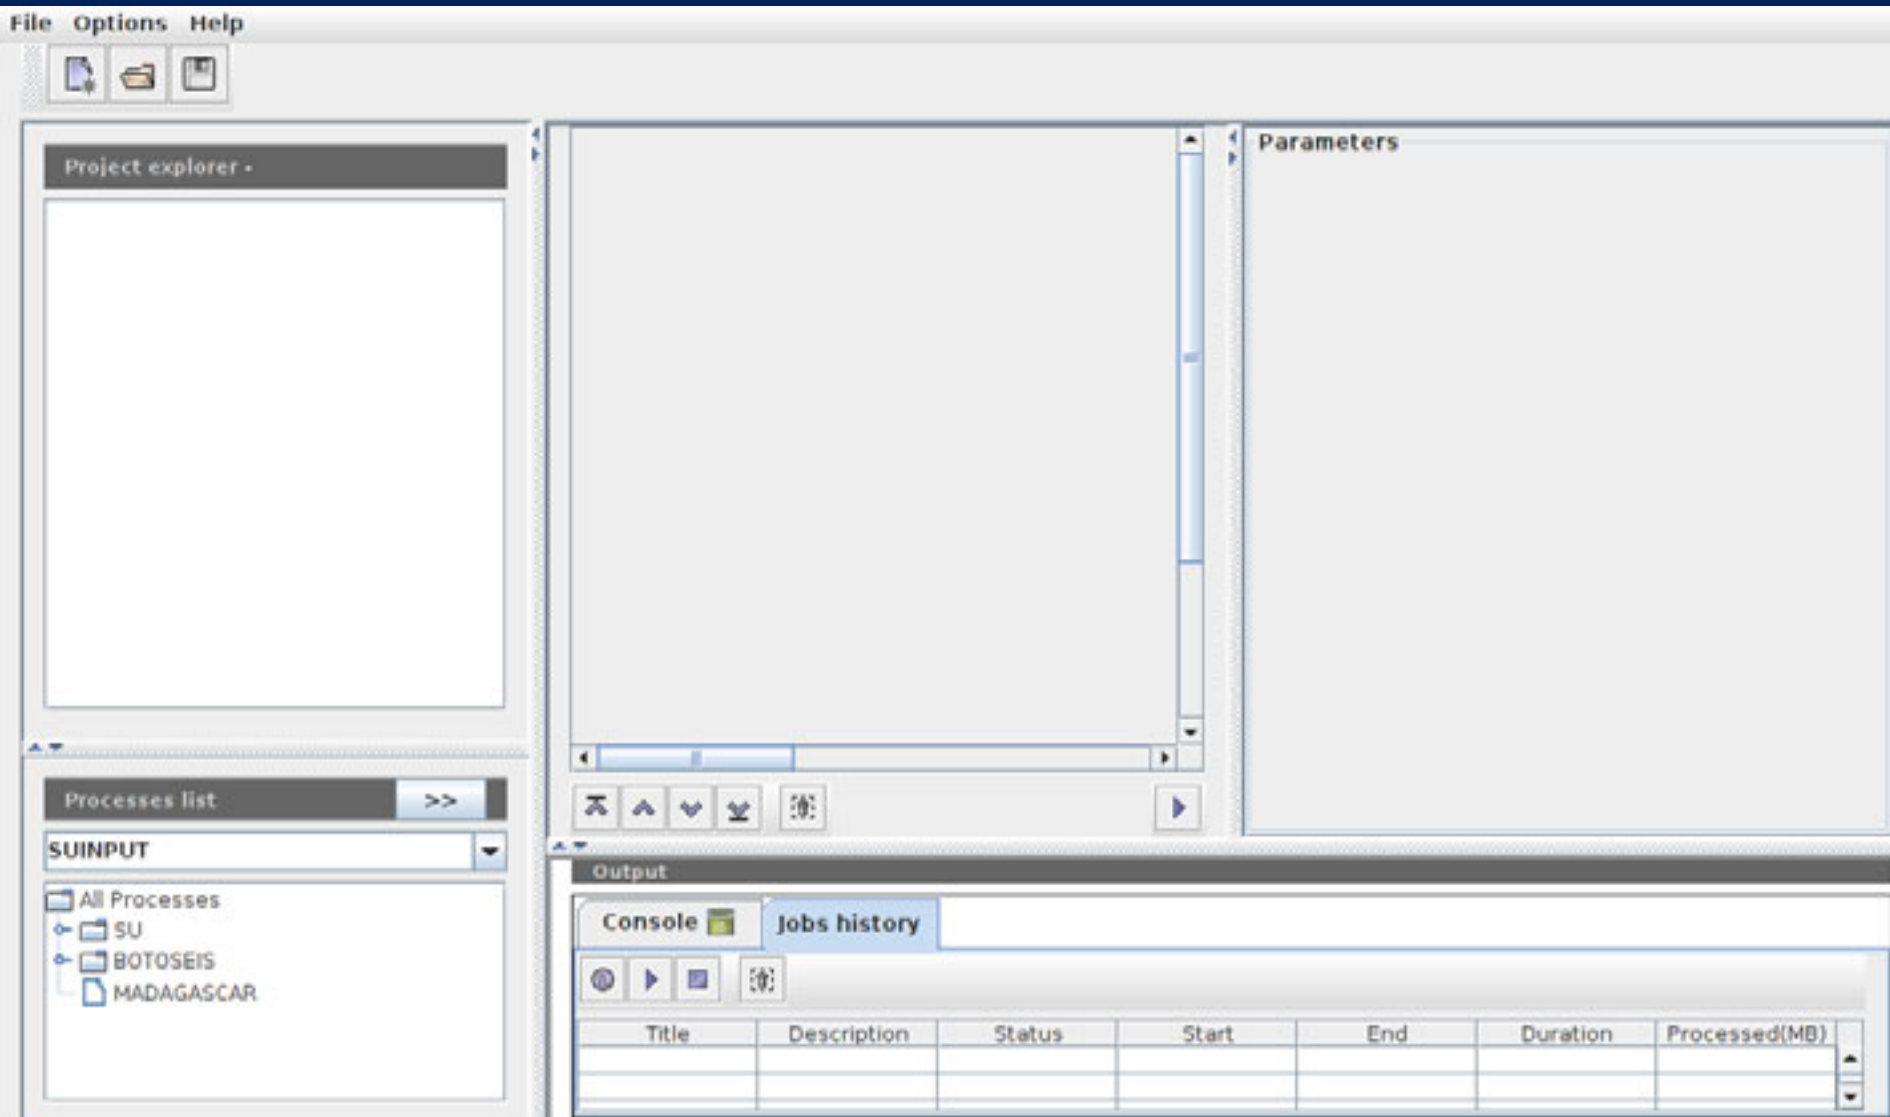 File Options Help
Project explorer -
Parameters
Processes list >>
SUINPUT
All Processes
SU
BOTOSEIS
MADAGASCAR
Output
Console Jobs history
Title Description Status Start End Duration Processed(MB)